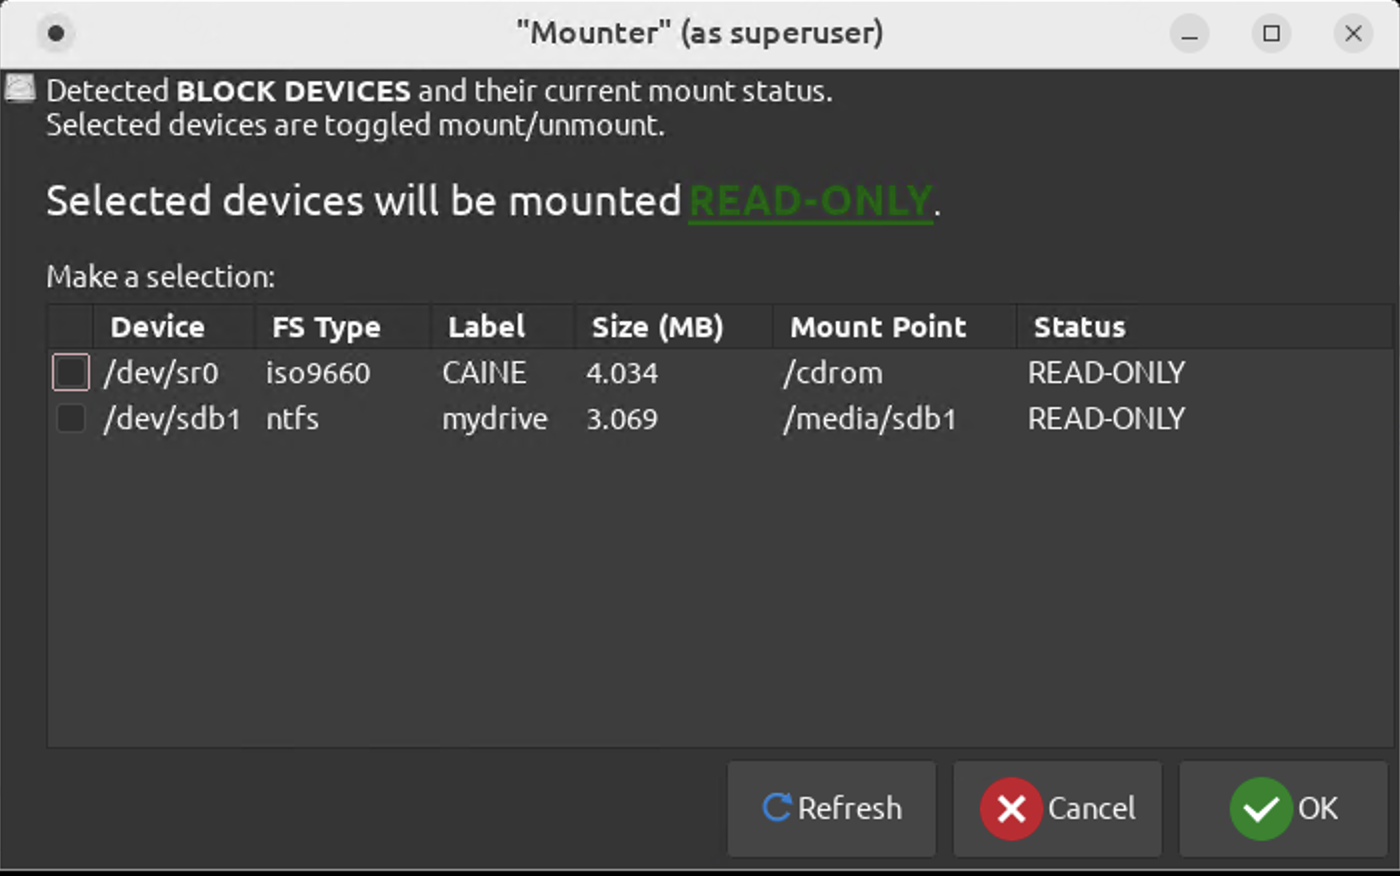 "Mounter" (as superuser)
Detected BLOCK DEVICES and their current mount status.
Selected devices are toggled mount/unmount.
Selected devices will be mounted READ-ONLY.
Make a selection:
Device FS Type Label Size (MB) Mount Point Status
/dev/sr0 iso9660 CAINE 4.034 /cdrom READ-ONLY
/dev/sdb1 ntfs mydrive 3.069 /media/sdb1 READ-ONLY
Refresh Cancel OK